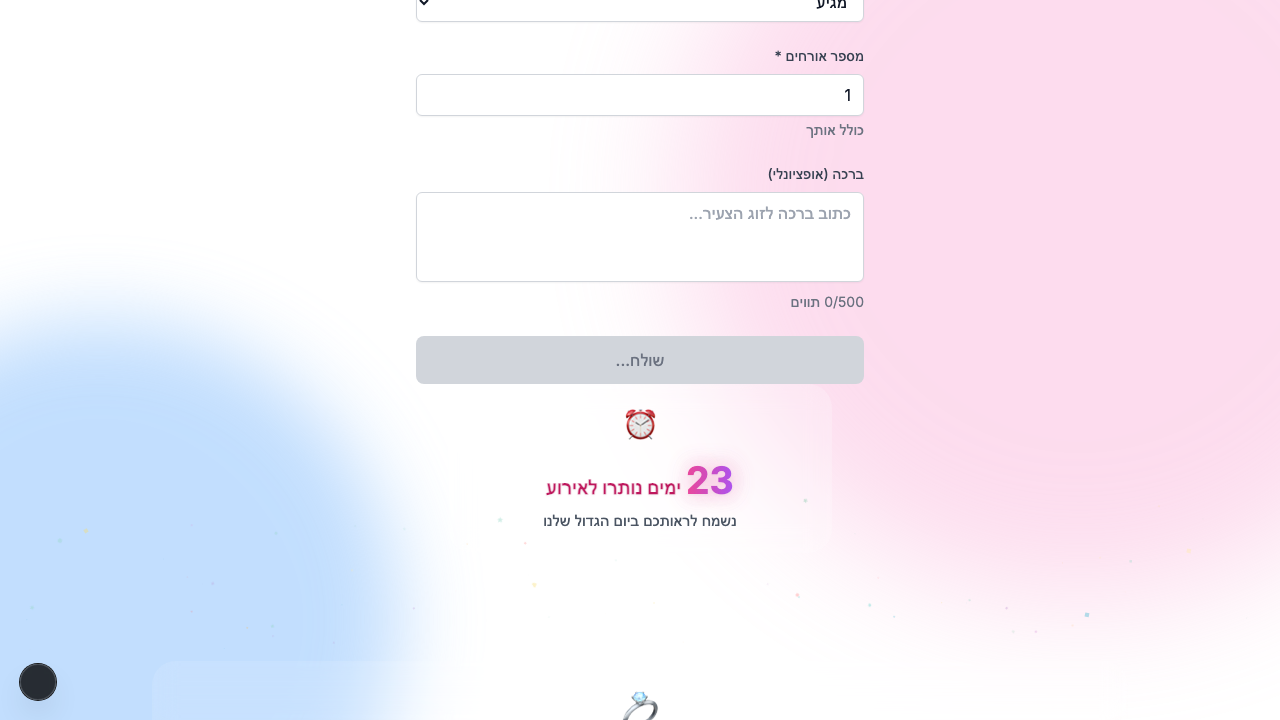 מגיע
מספר אורחים *
1
כולל אותך
ברכה (אופציונלי)
כתוב ברכה לזוג הצעיר...
0/500 תווים
שולח...
23 ימים נותרו לאירוע
נשמח לראותכם ביום הגדול שלנו